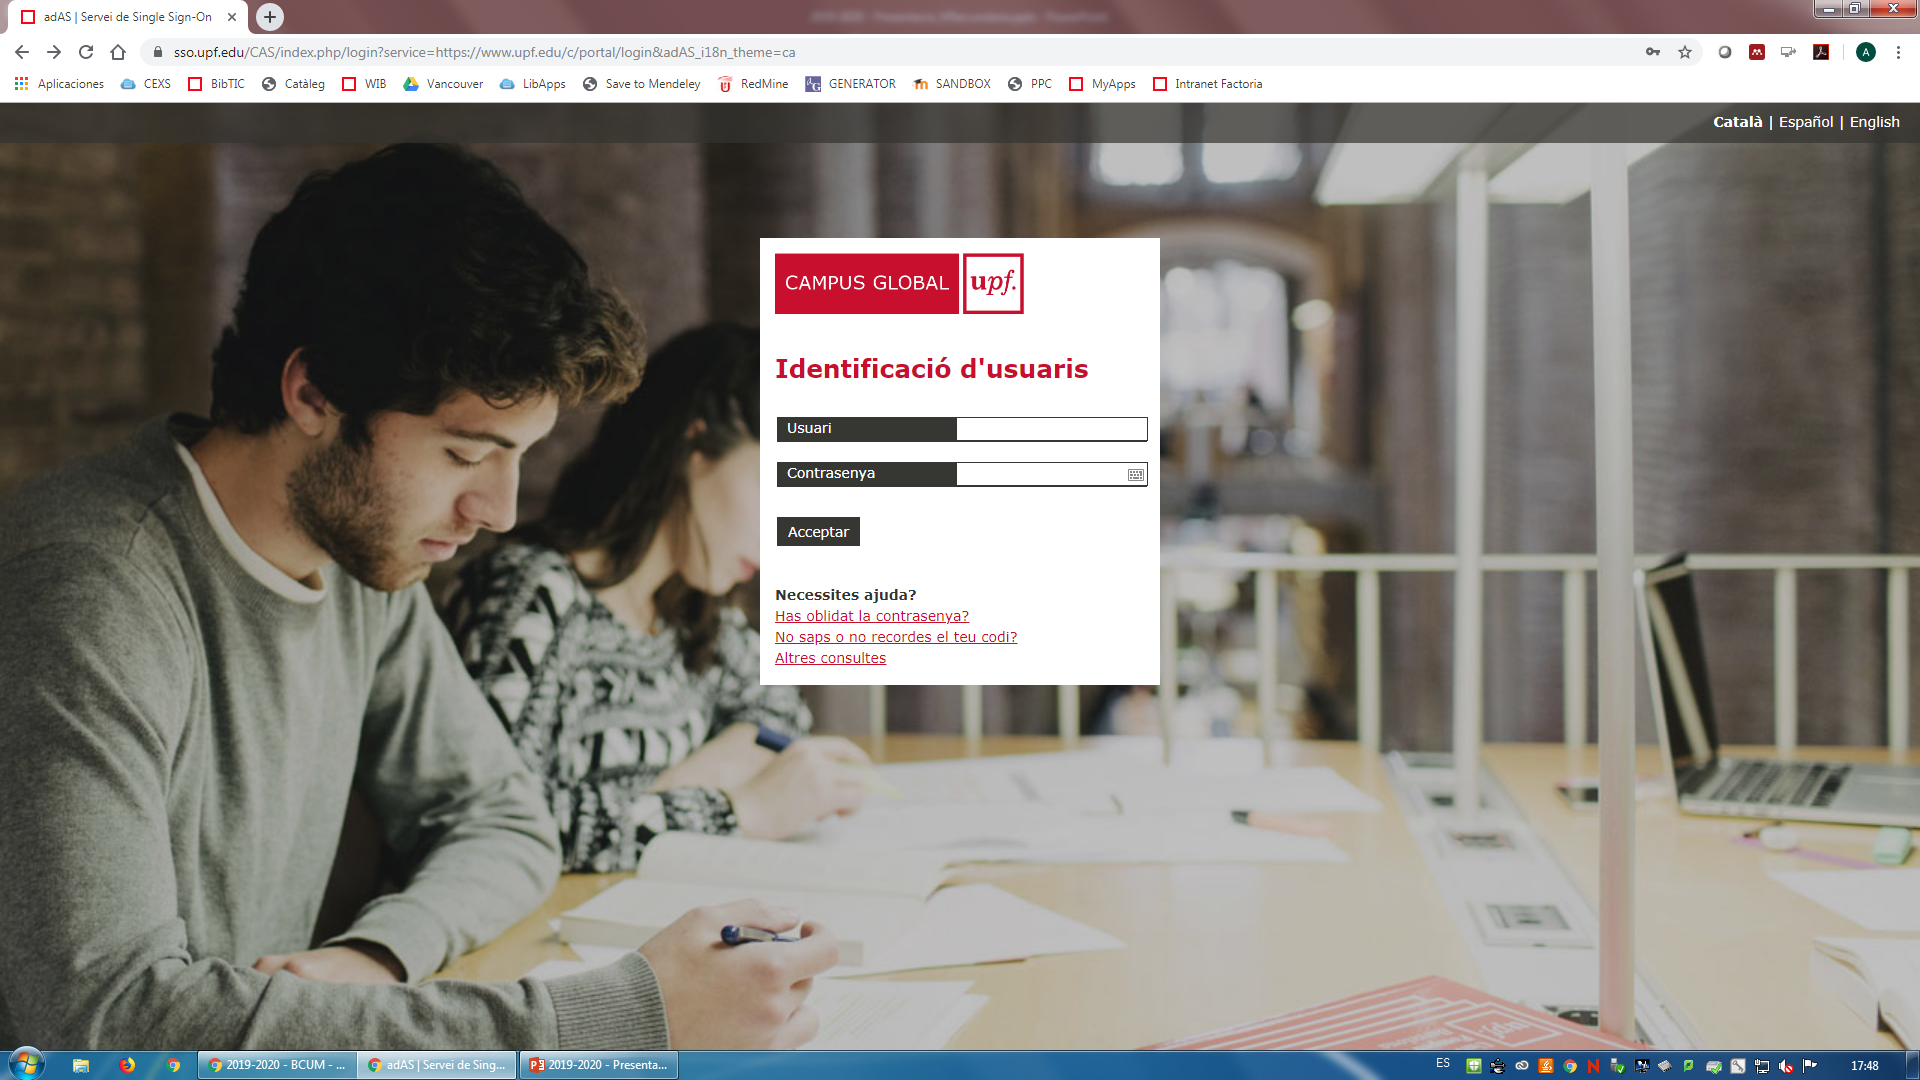 adAS | Servei de Single Sign-On
sso.upf.edu/CAS/index.php/login?service=https://www.upf.edu/c/portal/login&adAS_i18n_theme=ca
A
Aplicaciones CEXS BibTIC Catàleg WIB Vancouver LibApps Save to Mendeley RedMine GENERATOR SANDBOX PPC MyApps Intranet Factoria
Català | Español | English
CAMPUS GLOBAL upf.
Identificació d'usuaris
Usuari
Contrasenya
Acceptar
Necessites ajuda?
Has oblidat la contrasenya?
No saps o no recordes el teu codi?
Altres consultes
2019-2020 - BCUM - ... adAS | Servei de Sing... 2019-2020 - Presenta... ES 17:48